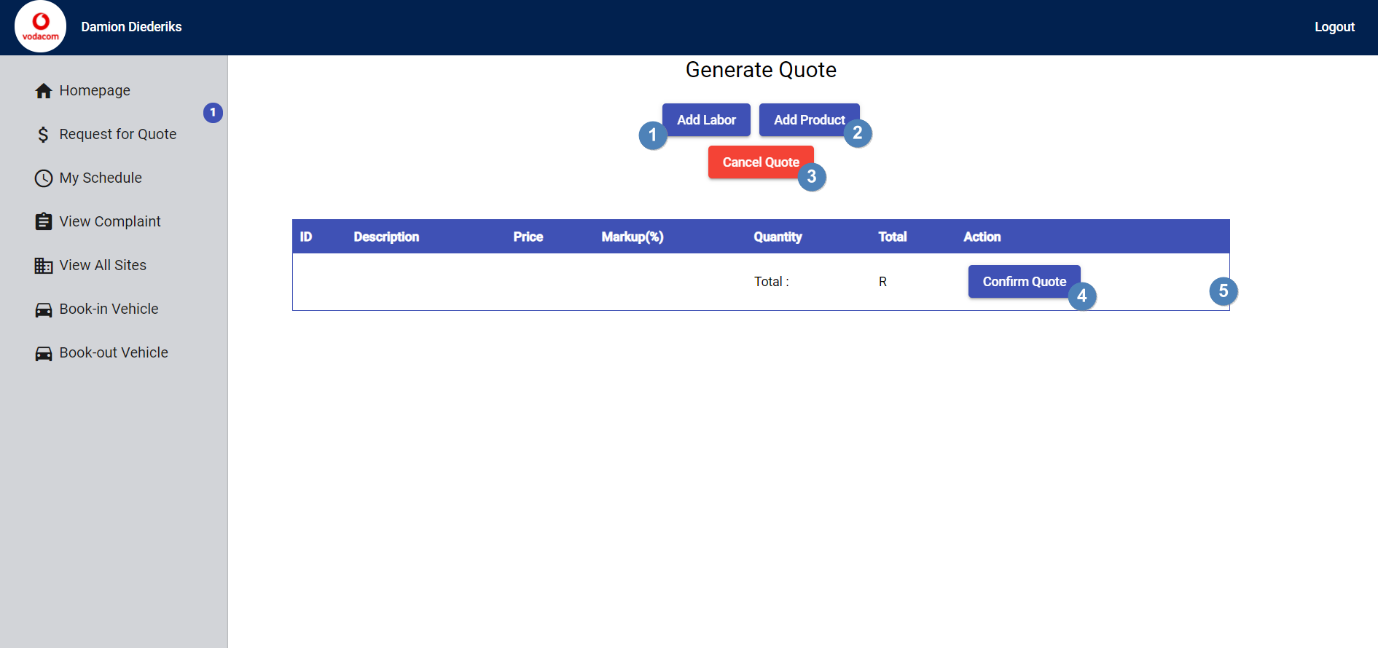 vodacom
Damion Diederiks
Logout
Homepage
1
Request for Quote
My Schedule
View Complaint
View All Sites
Book-in Vehicle
Book-out Vehicle
Generate Quote
Add Labor Add Product
1 2
Cancel Quote
3
ID Description Price Markup(%) Quantity Total Action
Total : R Confirm Quote
4 5